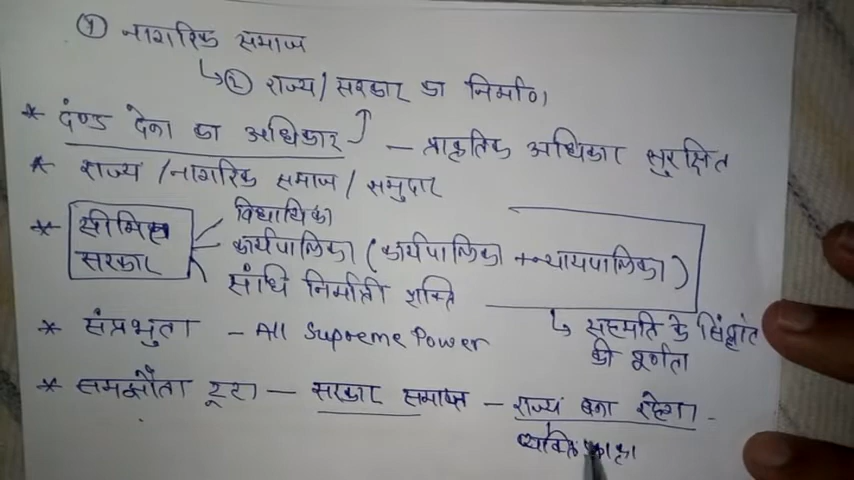 ① नागरिक समाज
↳ ② राज्य/सरकार का निर्माण
* दंण्ड देना का अधिकार – प्राकृतिक अधिकार सुरक्षित
* राज्य /नागरिक समाज / समुदाय
* सीमित सरकार
विधायिका
कार्यपालिका (कार्यपालिका + न्यायपालिका)
संधि निर्माती शक्ति
↳ सहमति के सिद्धांत की पूर्णता
* संप्रभुता – All Supreme Power
* समझौता टूटा – सरकार समाप्त – राज्य बना रहेगा